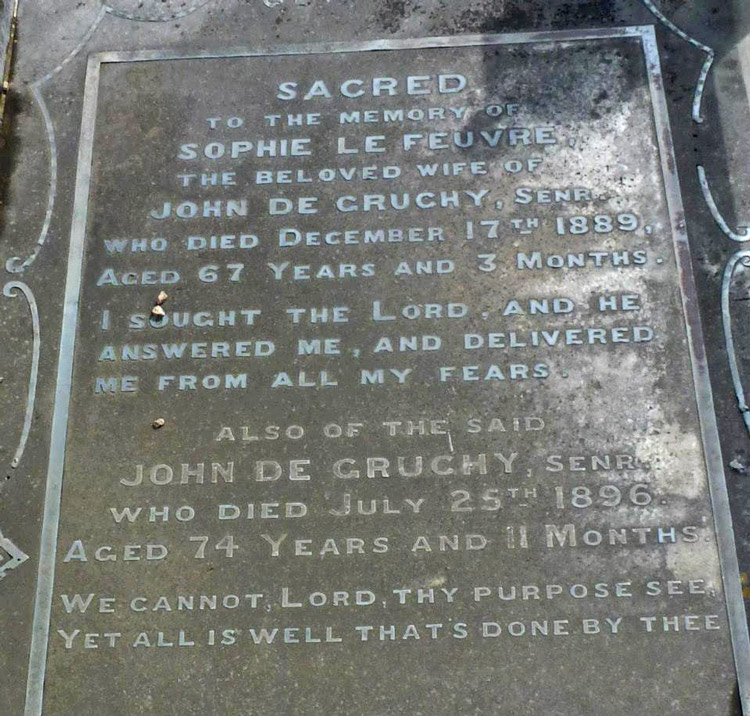 SACRED
TO THE MEMORY OF
SOPHIE LE FEUVRE,
THE BELOVED WIFE OF
JOHN DE GRUCHY, SENR.
WHO DIED DECEMBER 17TH 1889,
AGED 67 YEARS AND 3 MONTHS.
I SOUGHT THE LORD, AND HE
ANSWERED ME, AND DELIVERED
ME FROM ALL MY FEARS.
ALSO OF THE SAID
JOHN DE GRUCHY, SENR.
WHO DIED JULY 25TH 1896.
AGED 74 YEARS AND 11 MONTHS.
WE CANNOT, LORD, THY PURPOSE SEE,
YET ALL IS WELL THAT'S DONE BY THEE